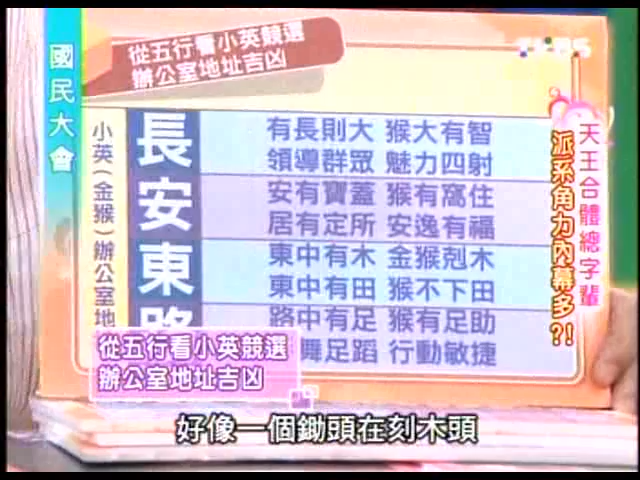 從五行看小英競選
辦公室地址吉凶
TVBS
國民大會
小英(金猴)辦公室地
長安東路
有長則大 猴大有智
領導群眾 魅力四射
安有寶蓋 猴有窩住
居有定所 安逸有福
東中有木 金猴剋木
東中有田 猴不下田
路中有足 猴有足助
舞足蹈 行動敏捷
天王合體總字輩
派系角力內幕多?!
從五行看小英競選
辦公室地址吉凶
好像一個鋤頭在刻木頭